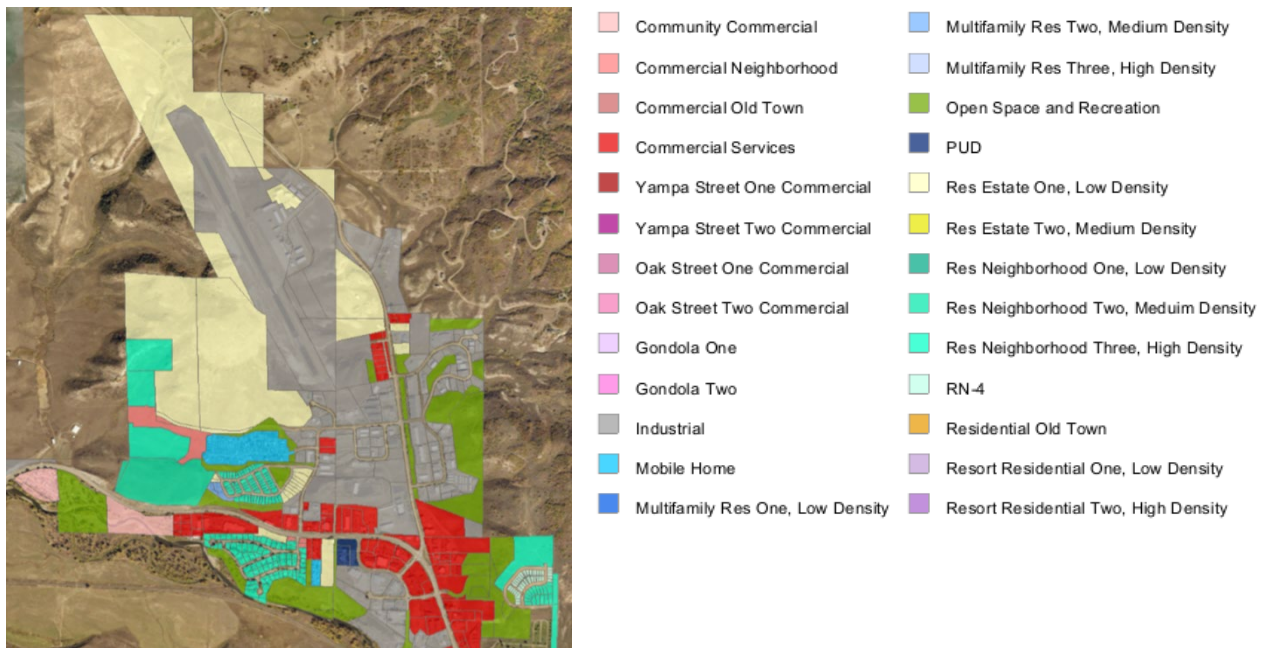 Community Commercial
Commercial Neighborhood
Commercial Old Town
Commercial Services
Yampa Street One Commercial
Yampa Street Two Commercial
Oak Street One Commercial
Oak Street Two Commercial
Gondola One
Gondola Two
Industrial
Mobile Home
Multifamily Res One, Low Density
Multifamily Res Two, Medium Density
Multifamily Res Three, High Density
Open Space and Recreation
PUD
Res Estate One, Low Density
Res Estate Two, Medium Density
Res Neighborhood One, Low Density
Res Neighborhood Two, Meduim Density
Res Neighborhood Three, High Density
RN-4
Residential Old Town
Resort Residential One, Low Density
Resort Residential Two, High Density